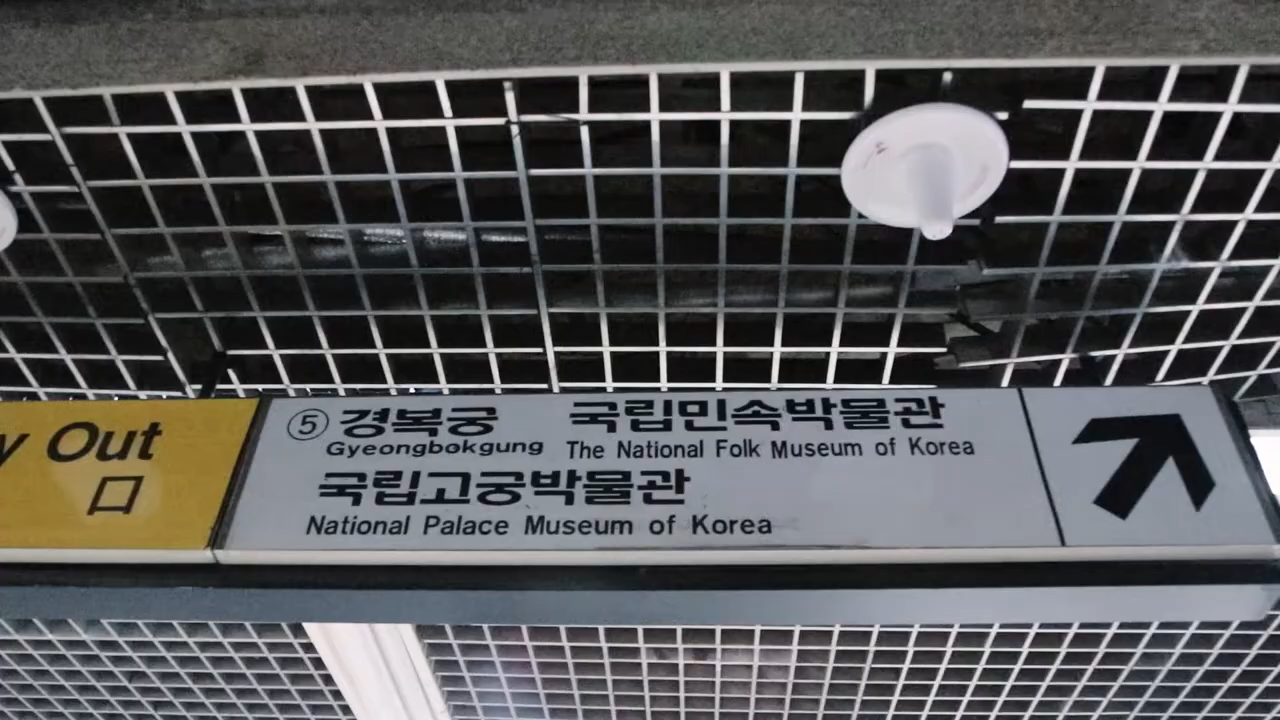 y Out
口
⑤ 경복궁 국립민속박물관
Gyeongbokgung The National Folk Museum of Korea
국립고궁박물관
National Palace Museum of Korea